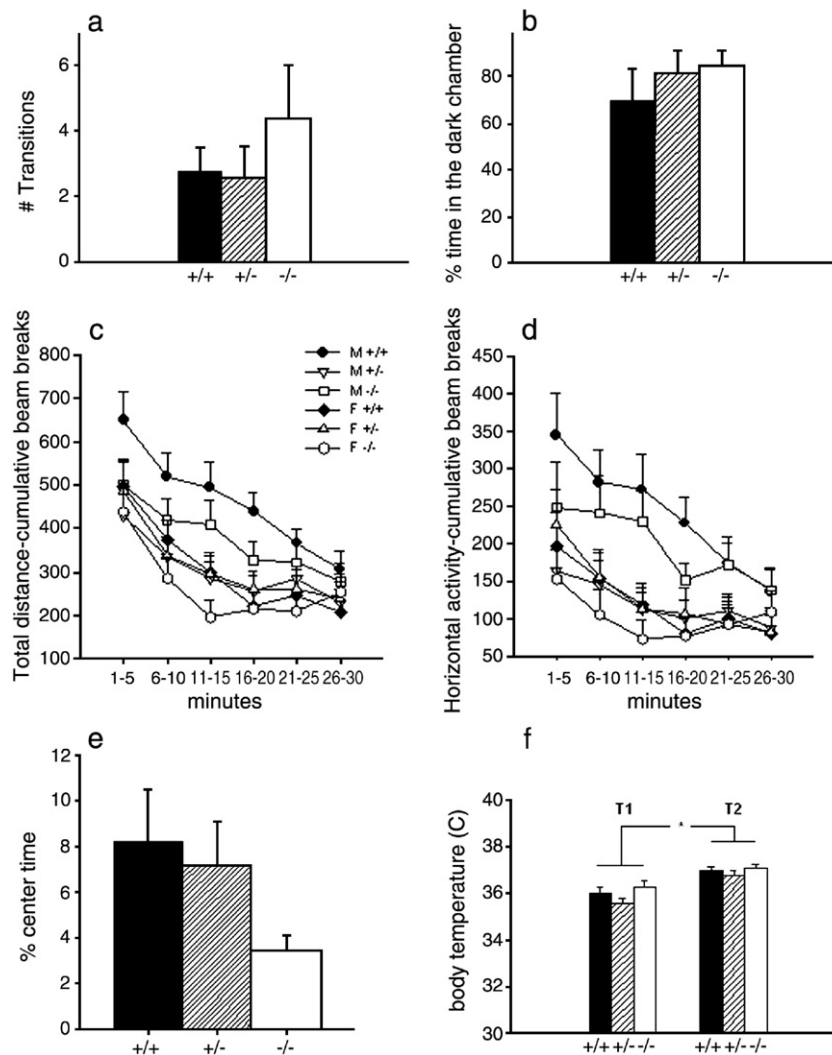 a
# Transitions
6
4
2
0
+/+ +/- -/-
b
% time in the dark chamber
80
60
40
20
0
+/+ +/- -/-
c
Total distance-cumulative beam breaks
800
700
600
500
400
300
200
100
M +/+
M +/-
M -/-
F +/+
F +/-
F -/-
1-5 6-10 11-15 16-20 21-25 26-30
minutes
d
Horizontal activity-cumulative beam breaks
450
400
350
300
250
200
150
100
50
1-5 6-10 11-15 16-20 21-25 26-30
minutes
e
% center time
12
10
8
6
4
2
0
+/+ +/- -/-
f
body temperature (C)
40
38
36
34
32
30
T1 T2
*
+/+ +/- -/- +/+ +/- -/-